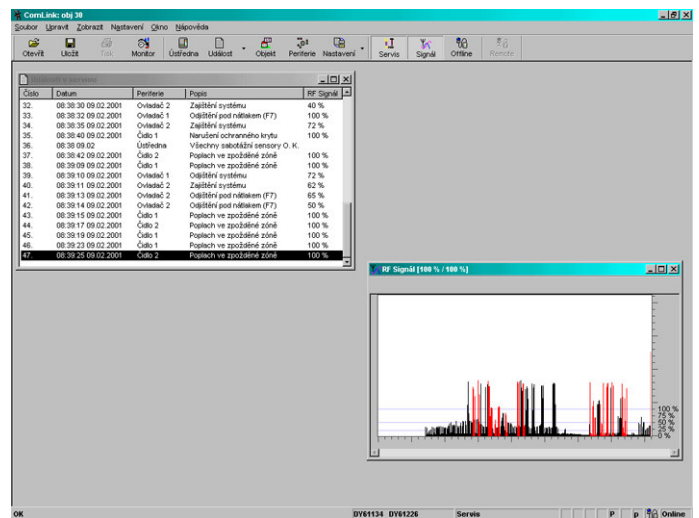 ComLink: obj 30
Soubor Upravit Zobrazit Nastavení Okno Nápověda
Otevřít Uložit Tisk Monitor Ústředna Událost Objekt Periferie Nastavení Servis Signál Offline Remote
Číslo Datum Periferie Popis RF Signál
32. 08:38:30 09.02.2001 Ovladač 2 Zajištění systému 40 %
33. 08:38:32 09.02.2001 Ovladač 1 Odjištění pod nátlakem (F7) 100 %
34. 08:38:35 09.02.2001 Ovladač 2 Zajištění systému 72 %
35. 08:38:40 09.02.2001 Čidlo 1 Narušení ochranného krytu 100 %
36. 08:38 09.02 Ústředna Všechny sabotážní sensory O. K.
37. 08:38:42 09.02.2001 Čidlo 2 Poplach ve zpožděné zóně 100 %
38. 08:39:09 09.02.2001 Čidlo 1 Poplach ve zpožděné zóně 100 %
39. 08:39:10 09.02.2001 Ovladač 1 Odjištění systému 72 %
40. 08:39:11 09.02.2001 Ovladač 2 Zajištění systému 62 %
41. 08:39:13 09.02.2001 Ovladač 2 Odjištění pod nátlakem (F7) 65 %
42. 08:39:14 09.02.2001 Ovladač 2 Odjištění pod nátlakem (F7) 50 %
43. 08:39:15 09.02.2001 Čidlo 1 Poplach ve zpožděné zóně 100 %
44. 08:39:17 09.02.2001 Čidlo 2 Poplach ve zpožděné zóně 100 %
45. 08:39:19 09.02.2001 Čidlo 1 Poplach ve zpožděné zóně 100 %
46. 08:39:23 09.02.2001 Čidlo 1 Poplach ve zpožděné zóně 100 %
47. 08:39:25 09.02.2001 Čidlo 2 Poplach ve zpožděné zóně 100 %
RF Signál [100 % / 100 %]
100 %
75 %
50 %
25 %
0 %
OK DY61134 DY61226 Servis P p Online